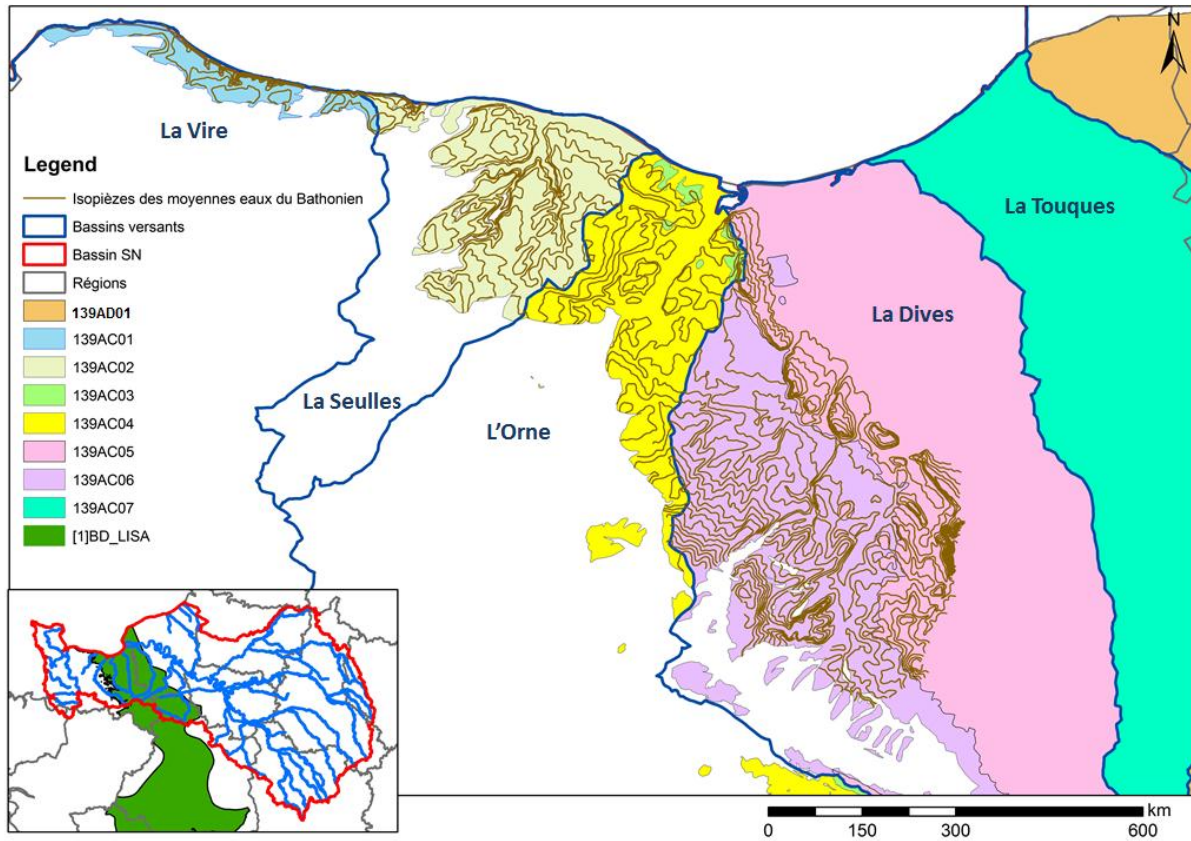 N
La Vire
Legend
Isopièzes des moyennes eaux du Bathonien
Bassins versants
Bassin SN
Régions
139AD01
139AC01
139AC02
139AC03
139AC04
139AC05
139AC06
139AC07
[1]BD_LISA
La Seulles
L'Orne
La Dives
La Touques
km
0 150 300 600